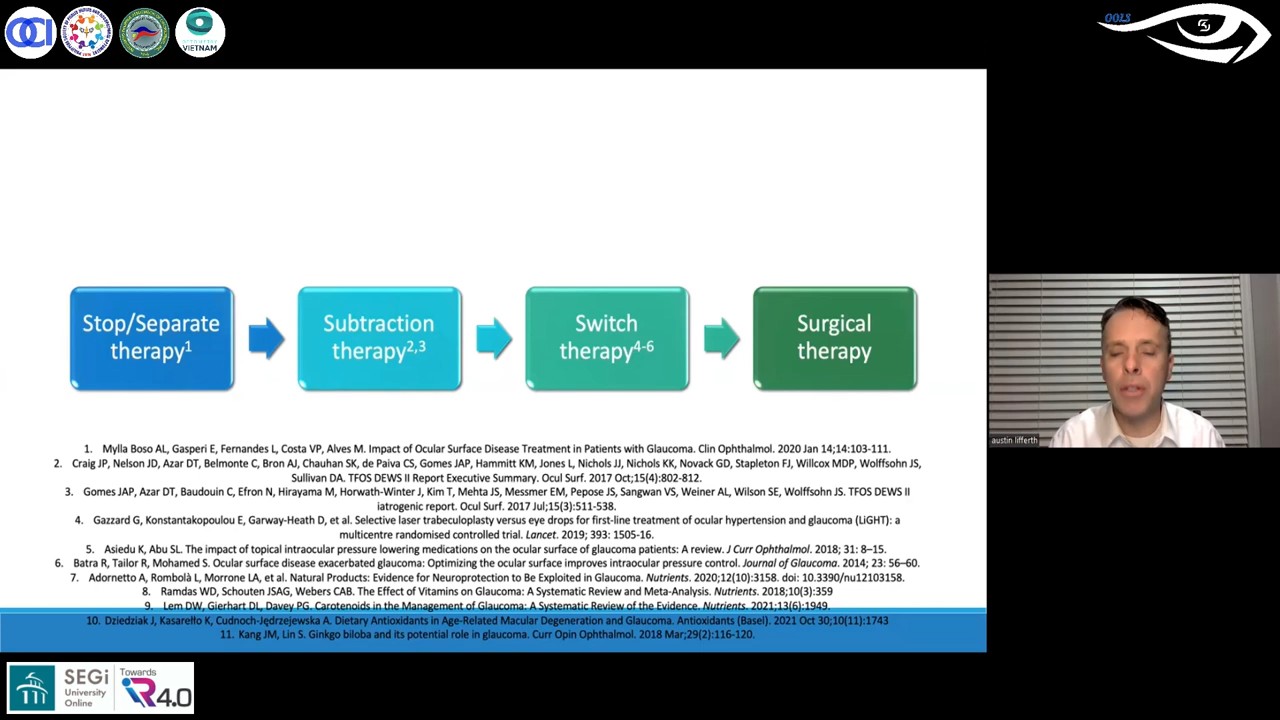 OCI
VIETNAM
OOLS
Stop/Separate
therapy1
Subtraction
therapy2,3
Switch
therapy4-6
Surgical
therapy
1. Mylla Boso AL, Gasperi E, Fernandes L, Costa VP, Alves M. Impact of Ocular Surface Disease Treatment in Patients with Glaucoma. Clin Ophthalmol. 2020 Jan 14;14:103-111.
2. Craig JP, Nelson JD, Azar DT, Belmonte C, Bron AJ, Chauhan SK, de Paiva CS, Gomes JAP, Hammitt KM, Jones L, Nichols JJ, Nichols KK, Novack GD, Stapleton FJ, Willcox MDP, Wolffsohn JS,
Sullivan DA. TFOS DEWS II Report Executive Summary. Ocul Surf. 2017 Oct;15(4):802-812.
3. Gomes JAP, Azar DT, Baudouin C, Efron N, Hirayama M, Horwath-Winter J, Kim T, Mehta JS, Messmer EM, Pepose JS, Sangwan VS, Weiner AL, Wilson SE, Wolffsohn JS. TFOS DEWS II
iatrogenic report. Ocul Surf. 2017 Jul;15(3):511-538.
4. Gazzard G, Konstantakopoulou E, Garway-Heath D, et al. Selective laser trabeculoplasty versus eye drops for first-line treatment of ocular hypertension and glaucoma (LiGHT): a
multicentre randomised controlled trial. Lancet. 2019; 393: 1505-16.
5. Asiedu K, Abu SL. The impact of topical intraocular pressure lowering medications on the ocular surface of glaucoma patients: A review. J Curr Ophthalmol. 2018; 31: 8–15.
6. Batra R, Tailor R, Mohamed S. Ocular surface disease exacerbated glaucoma: Optimizing the ocular surface improves intraocular pressure control. Journal of Glaucoma. 2014; 23: 56–60.
7. Adornetto A, Rombolà L, Morrone LA, et al. Natural Products: Evidence for Neuroprotection to Be Exploited in Glaucoma. Nutrients. 2020;12(10):3158. doi: 10.3390/nu12103158.
8. Ramdas WD, Schouten JSAG, Webers CAB. The Effect of Vitamins on Glaucoma: A Systematic Review and Meta-Analysis. Nutrients. 2018;10(3):359
9. Lem DW, Gierhart DL, Davey PG. Carotenoids in the Management of Glaucoma: A Systematic Review of the Evidence. Nutrients. 2021;13(6):1949.
10. Dziedziak J, Kasarełło K, Cudnoch-Jędrzejewska A. Dietary Antioxidants in Age-Related Macular Degeneration and Glaucoma. Antioxidants (Basel). 2021 Oct 30;10(11):1743
11. Kang JM, Lin S. Ginkgo biloba and its potential role in glaucoma. Curr Opin Ophthalmol. 2018 Mar;29(2):116-120.
austin lifferth
SEGi
University
Online
Towards
iR4.0